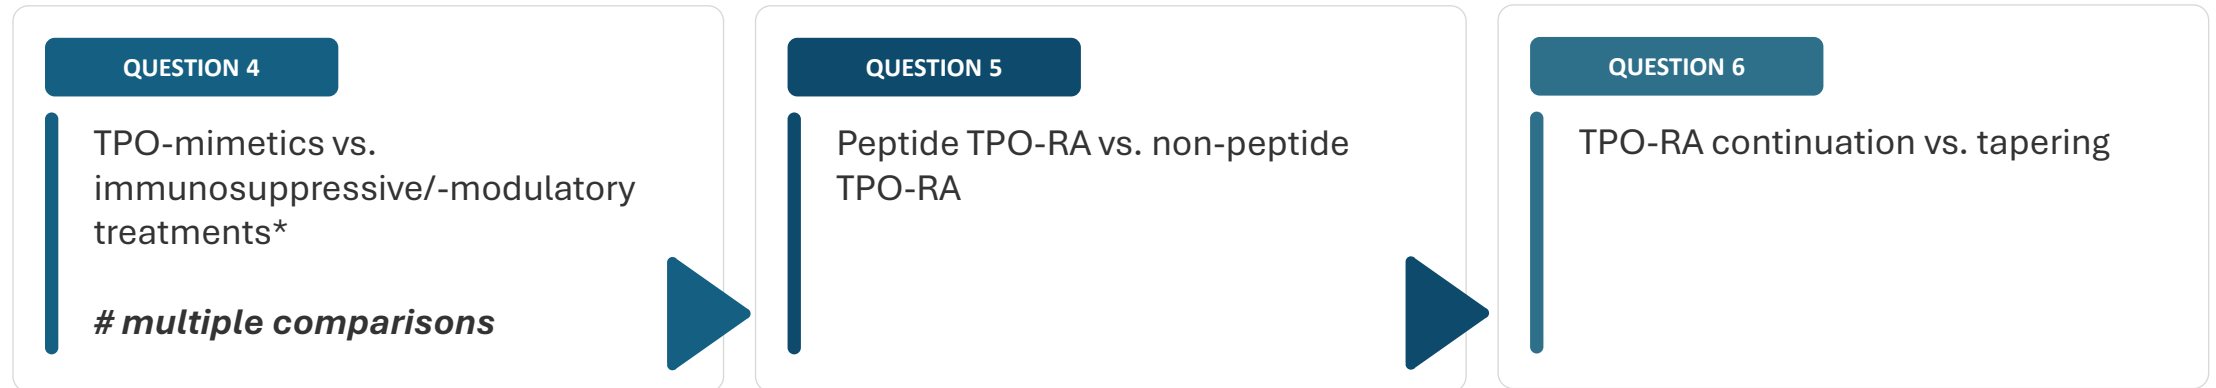 QUESTION 4
TPO-mimetics vs.
immunosuppressive/-modulatory
treatments*
# multiple comparisons
QUESTION 5
Peptide TPO-RA vs. non-peptide
TPO-RA
QUESTION 6
TPO-RA continuation vs. tapering